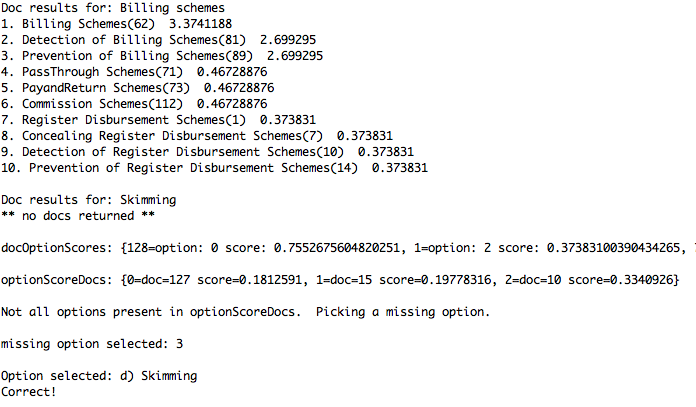 Doc results for: Billing schemes
1. Billing Schemes(62) 3.3741188
2. Detection of Billing Schemes(81) 2.699295
3. Prevention of Billing Schemes(89) 2.699295
4. PassThrough Schemes(71) 0.46728876
5. PayandReturn Schemes(73) 0.46728876
6. Commission Schemes(112) 0.46728876
7. Register Disbursement Schemes(1) 0.373831
8. Concealing Register Disbursement Schemes(7) 0.373831
9. Detection of Register Disbursement Schemes(10) 0.373831
10. Prevention of Register Disbursement Schemes(14) 0.373831
Doc results for: Skimming
** no docs returned **
docOptionScores: {128=option: 0 score: 0.7552675604820251, 1=option: 2 score: 0.37383100390434265,
optionScoreDocs: {0=doc=127 score=0.1812591, 1=doc=15 score=0.19778316, 2=doc=10 score=0.3340926}
Not all options present in optionScoreDocs. Picking a missing option.
missing option selected: 3
Option selected: d) Skimming
Correct!